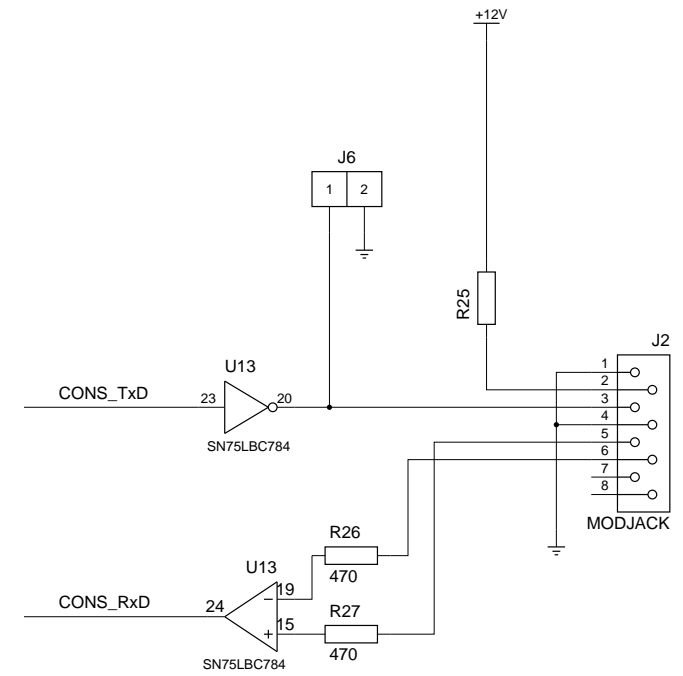 +12V
J6
1 2
R25
J2
U13
CONS_TxD
23
20
SN75LBC784
1
2
3
4
5
6
7
8
MODJACK
R26
470
U13
19
−
CONS_RxD
24
R27
15
+
470
SN75LBC784